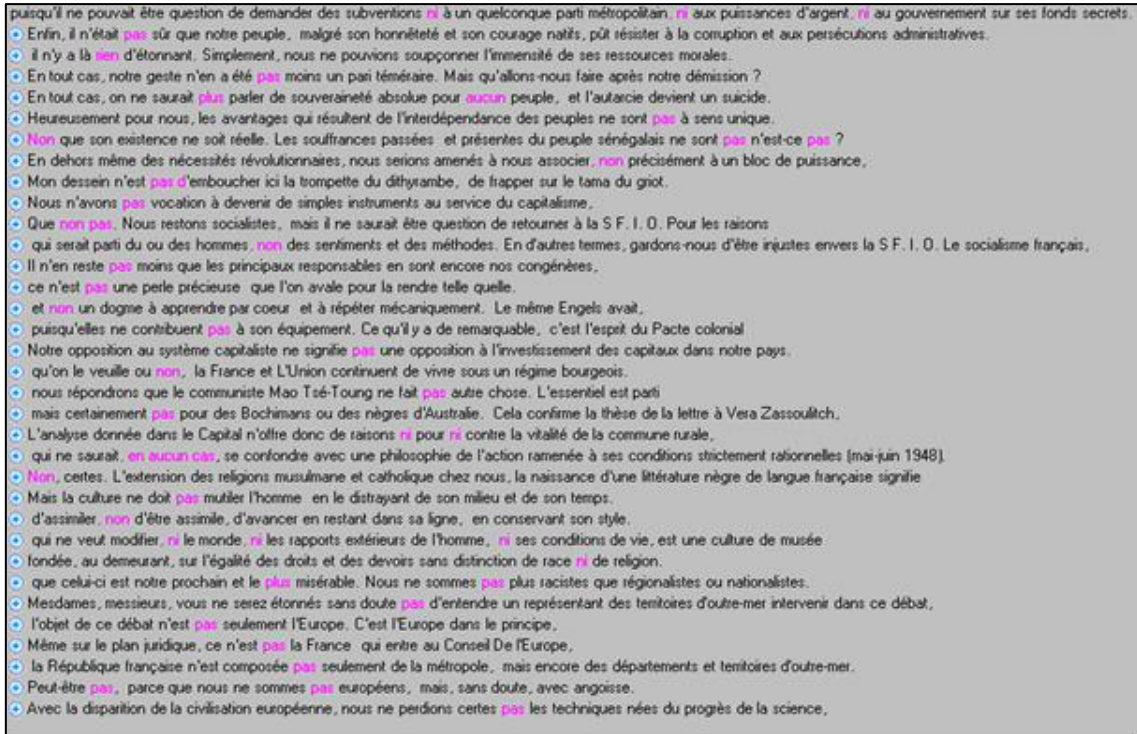 puisqu'il ne pouvait être question de demander des subventions ni à un quelconque parti métropolitain, ni aux puissances d'argent, ni au gouvernement sur ses fonds secrets.
Enfin, il n'était pas sûr que notre peuple, malgré son honnêteté et son courage natifs, pût résister à la corruption et aux persécutions administratives.
il n'y a là rien d'étonnant. Simplement, nous ne pouvions soupçonner l'immensité de ses ressources morales.
En tout cas, notre geste n'en a été pas moins un pari téméraire. Mais qu'allons-nous faire après notre démission ?
En tout cas, on ne saurait plus parler de souveraineté absolue pour aucun peuple, et l'autarcie devient un suicide.
Heureusement pour nous, les avantages qui résultent de l'interdépendance des peuples ne sont pas à sens unique.
Non que son existence ne soit réelle. Les souffrances passées et présentes du peuple sénégalais ne sont pas n'est-ce pas ?
En dehors même des nécessités révolutionnaires, nous serions amenés à nous associer, non précisément à un bloc de puissance,
Mon dessein n'est pas d'emboucher ici la trompette du dithyrambe, de frapper sur le tama du griot.
Nous n'avons pas vocation à devenir de simples instruments au service du capitalisme,
Que non pas. Nous restons socialistes, mais il ne saurait être question de retourner à la S F. I. O. Pour les raisons
qui serait parti du ou des hommes, non des sentiments et des méthodes. En d'autres termes, gardons-nous d'être injustes envers la S F. I. O. Le socialisme français,
Il n'en reste pas moins que les principaux responsables en sont encore nos congénères,
ce n'est pas une perle précieuse que l'on avale pour la rendre telle quelle.
et non un dogme à apprendre par coeur et à répéter mécaniquement. Le même Engels avait,
puisqu'elles ne contribuent pas à son équipement. Ce qu'il y a de remarquable, c'est l'esprit du Pacte colonial
Notre opposition au système capitaliste ne signifie pas une opposition à l'investissement des capitaux dans notre pays.
qu'on le veuille ou non, la France et L'Union continuent de vivre sous un régime bourgeois.
nous répondrons que le communiste Mao Tsé-Toung ne fait pas autre chose. L'essentiel est parti
mais certainement pas pour des Bochimans ou des nègres d'Australie. Cela confirme la thèse de la lettre à Vera Zassoulitch,
L'analyse donnée dans le Capital n'offre donc de raisons ni pour ni contre la vitalité de la commune rurale,
qui ne saurait, en aucun cas, se confondre avec une philosophie de l'action ramenée à ses conditions strictement rationnelles (mai-juin 1948).
Non, certes. L'extension des religions musulmane et catholique chez nous, la naissance d'une littérature nègre de langue française signifie
Mais la culture ne doit pas mutiler l'homme en le distrayant de son milieu et de son temps.
d'assimiler, non d'être assimile, d'avancer en restant dans sa ligne, en conservant son style.
qui ne veut modifier, ni le monde, ni les rapports extérieurs de l'homme, ni ses conditions de vie, est une culture de musée
fondée, au demeurant, sur l'égalité des droits et des devoirs sans distinction de race ni de religion.
que celui-ci est notre prochain et le plus misérable. Nous ne sommes pas plus racistes que régionalistes ou nationalistes.
Mesdames, messieurs, vous ne serez étonnés sans doute pas d'entendre un représentant des territoires d'outre-mer intervenir dans ce débat,
l'objet de ce débat n'est pas seulement l'Europe. C'est l'Europe dans le principe,
Même sur le plan juridique, ce n'est pas la France qui entre au Conseil De l'Europe,
la République française n'est composée pas seulement de la métropole, mais encore des départements et territoires d'outre-mer.
Peut-être pas, parce que nous ne sommes pas européens, mais, sans doute, avec angoisse.
Avec la disparition de la civilisation européenne, nous ne perdions certes pas les techniques nées du progrès de la science,